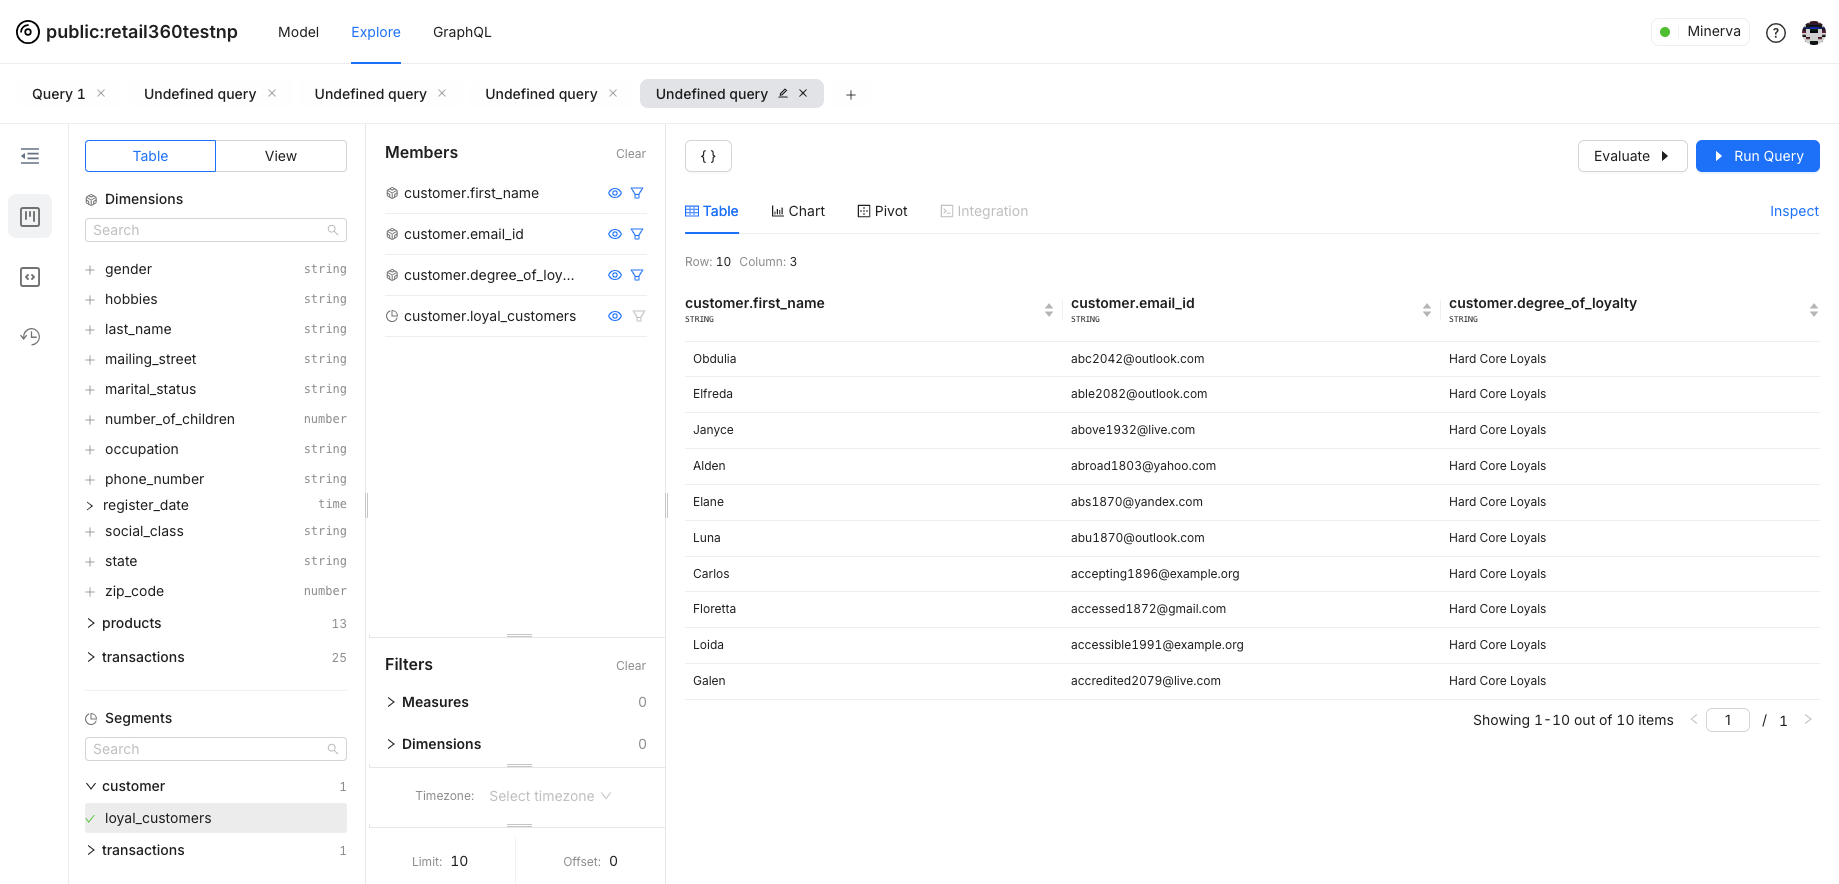 public:retail360testnp
Model Explore GraphQL
Minerva
Query 1 Undefined query Undefined query Undefined query Undefined query
Table View
Dimensions
Search
gender string
hobbies string
last_name string
mailing_street string
marital_status string
number_of_children number
occupation string
phone_number string
register_date time
social_class string
state string
zip_code number
products 13
transactions 25
Segments
Search
customer 1
loyal_customers
transactions 1
Members Clear
customer.first_name
customer.email_id
customer.degree_of_loy...
customer.loyal_customers
Filters Clear
Measures 0
Dimensions 0
Timezone: Select timezone
Limit: 10 Offset: 0
{ } Evaluate Run Query
Table Chart Pivot Integration Inspect
Row: 10 Column: 3
customer.first_name customer.email_id customer.degree_of_loyalty
STRING STRING STRING
Obdulia abc2042@outlook.com Hard Core Loyals
Elfreda able2082@outlook.com Hard Core Loyals
Janyce above1932@live.com Hard Core Loyals
Alden abroad1803@yahoo.com Hard Core Loyals
Elane abs1870@yandex.com Hard Core Loyals
Luna abu1870@outlook.com Hard Core Loyals
Carlos accepting1896@example.org Hard Core Loyals
Floretta accessed1872@gmail.com Hard Core Loyals
Loida accessible1991@example.org Hard Core Loyals
Galen accredited2079@live.com Hard Core Loyals
Showing 1-10 out of 10 items < 1 / 1 >